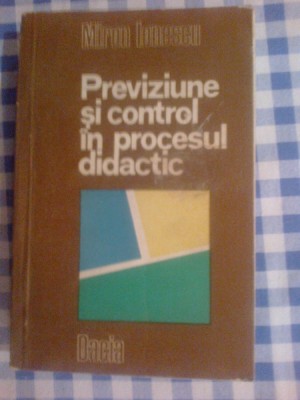 Miron Ionescu
Previziune
și control
în procesul
didactic
Dacia